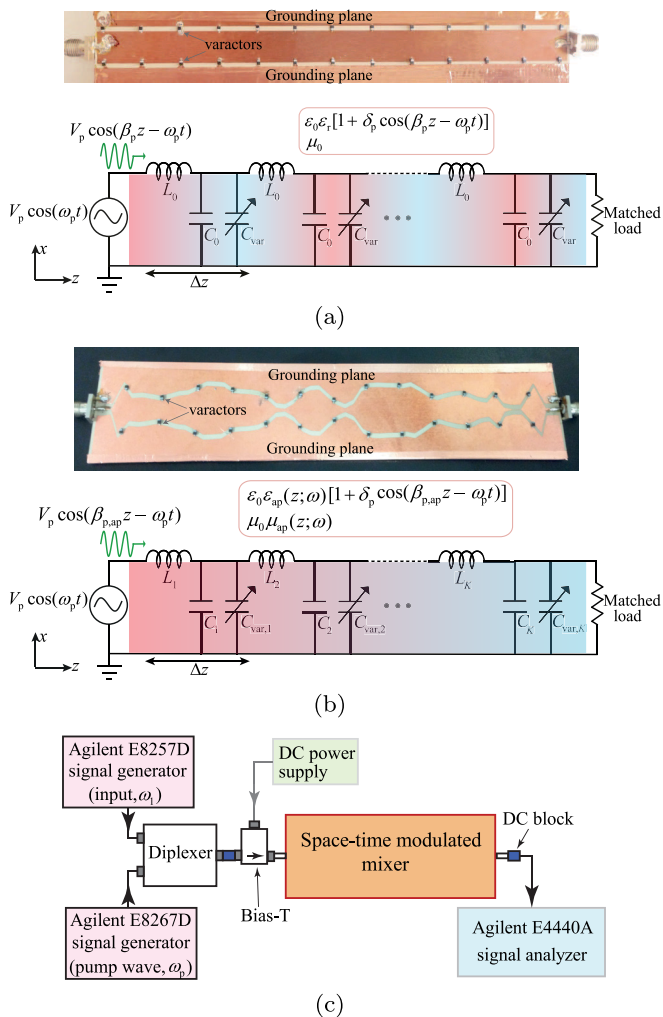 (a)
Grounding plane
varactors
Grounding plane
V_p cos(β_p z − ω_p t)
ε_0 ε_r [1 + δ_p cos(β_p z − ω_p t)]
μ_0
L_0 L_0 L_0
V_p cos(ω_p t)
C_0 C_var C_0 C_var ••• C_0 C_var
Matched
load
x
z
Δz
(a)
Grounding plane
varactors
Grounding plane
V_p cos(β_p,ap z − ω_p t)
ε_0 ε_ap(z;ω)[1 + δ_p cos(β_p,ap z − ω_p t)]
μ_0 μ_ap(z;ω)
L_1 L_2 L_K
V_p cos(ω_p t)
C_i C_var,1 C_2 C_var,2 ••• C_K C_var,K
Matched
load
x
z
Δz
(b)
Agilent E8257D
signal generator
(input, ω_1)
DC power
supply
Diplexer
Bias-T
Space-time modulated
mixer
DC block
Agilent E8267D
signal generator
(pump wave, ω_p)
Agilent E4440A
signal analyzer
(c)